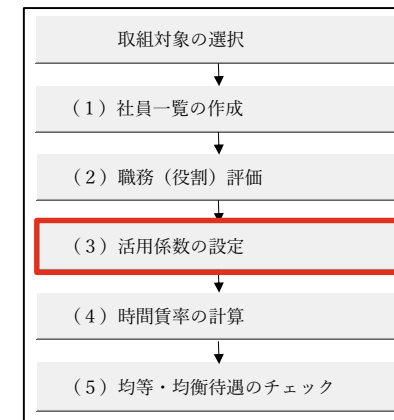 取組対象の選択
（１）社員一覧の作成
（２）職務（役割）評価
（３）活用係数の設定
（４）時間賃率の計算
（５）均等・均衡待遇のチェック